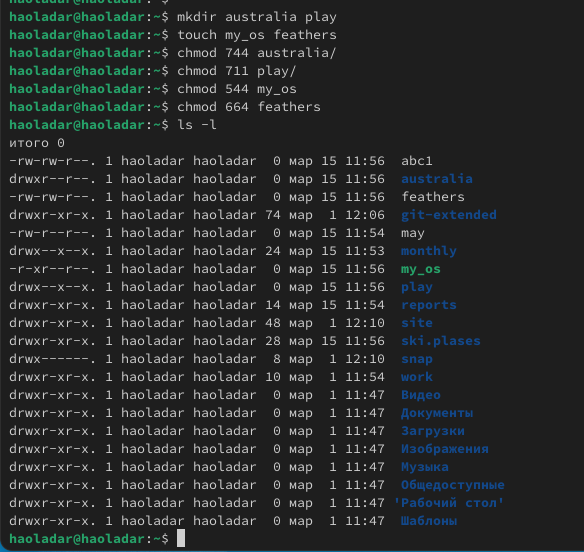 haoladar@haoladar:~$ mkdir australia play
haoladar@haoladar:~$ touch my_os feathers
haoladar@haoladar:~$ chmod 744 australia/
haoladar@haoladar:~$ chmod 711 play/
haoladar@haoladar:~$ chmod 544 my_os
haoladar@haoladar:~$ chmod 664 feathers
haoladar@haoladar:~$ ls -l
итого 0
-rw-rw-r--. 1 haoladar haoladar  0 мар 15 11:56  abc1
drwxr--r--. 1 haoladar haoladar  0 мар 15 11:56  australia
-rw-rw-r--. 1 haoladar haoladar  0 мар 15 11:56  feathers
drwxr-xr-x. 1 haoladar haoladar 74 мар  1 12:06  git-extended
-rw-r--r--. 1 haoladar haoladar  0 мар 15 11:54  may
drwx--x--x. 1 haoladar haoladar 24 мар 15 11:53  monthly
-r-xr--r--. 1 haoladar haoladar  0 мар 15 11:56  my_os
drwx--x--x. 1 haoladar haoladar  0 мар 15 11:56  play
drwxr-xr-x. 1 haoladar haoladar 14 мар 15 11:54  reports
drwxr-xr-x. 1 haoladar haoladar 48 мар  1 12:10  site
drwxr-xr-x. 1 haoladar haoladar 28 мар 15 11:56  ski.plases
drwx------. 1 haoladar haoladar  8 мар  1 12:10  snap
drwxr-xr-x. 1 haoladar haoladar 10 мар  1 11:54  work
drwxr-xr-x. 1 haoladar haoladar  0 мар  1 11:47  Видео
drwxr-xr-x. 1 haoladar haoladar  0 мар  1 11:47  Документы
drwxr-xr-x. 1 haoladar haoladar  0 мар  1 11:47  Загрузки
drwxr-xr-x. 1 haoladar haoladar  0 мар  1 11:47  Изображения
drwxr-xr-x. 1 haoladar haoladar  0 мар  1 11:47  Музыка
drwxr-xr-x. 1 haoladar haoladar  0 мар  1 11:47  Общедоступные
drwxr-xr-x. 1 haoladar haoladar  0 мар  1 11:47 'Рабочий стол'
drwxr-xr-x. 1 haoladar haoladar  0 мар  1 11:47  Шаблоны
haoladar@haoladar:~$